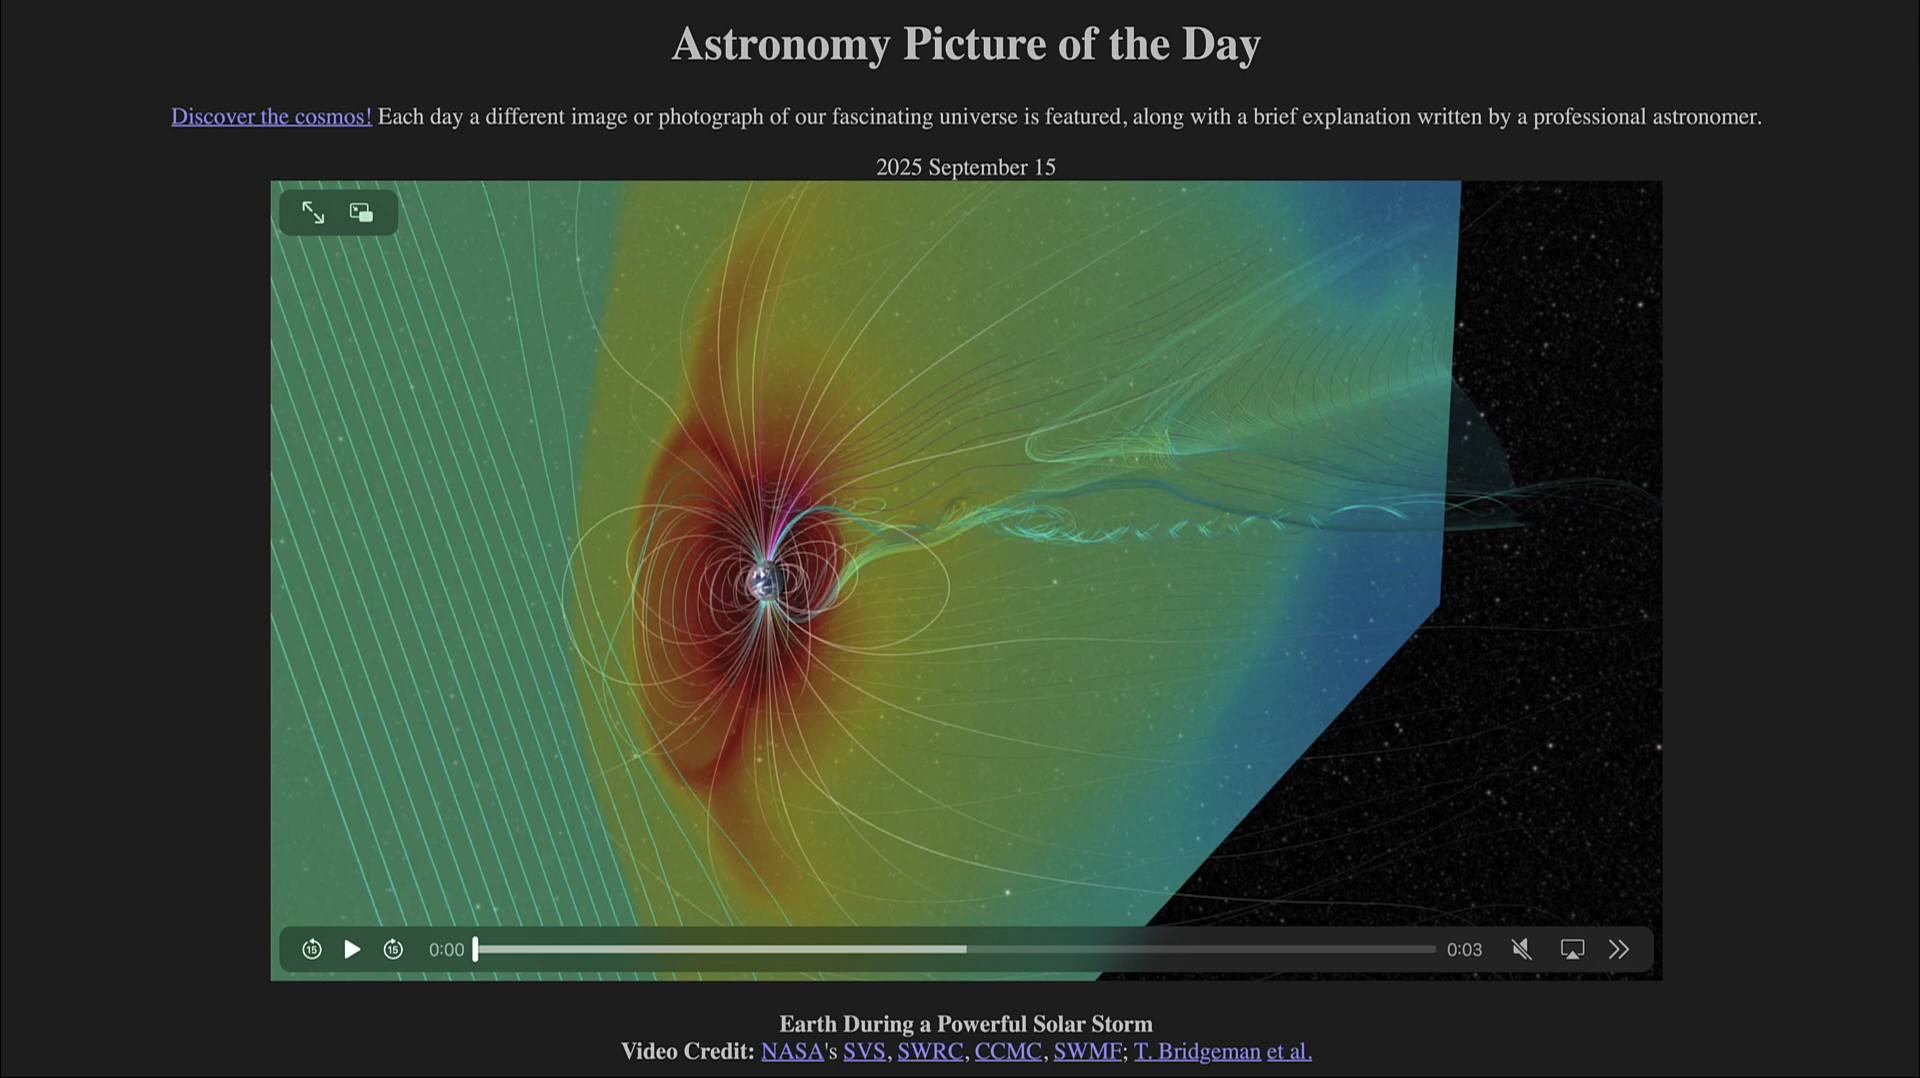 Astronomy Picture of the Day
Discover the cosmos! Each day a different image or photograph of our fascinating universe is featured, along with a brief explanation written by a professional astronomer.
2025 September 15
15
15
0:00
0:03
Earth During a Powerful Solar Storm
Video Credit: NASA's SVS, SWRC, CCMC, SWMF; T. Bridgeman et al.